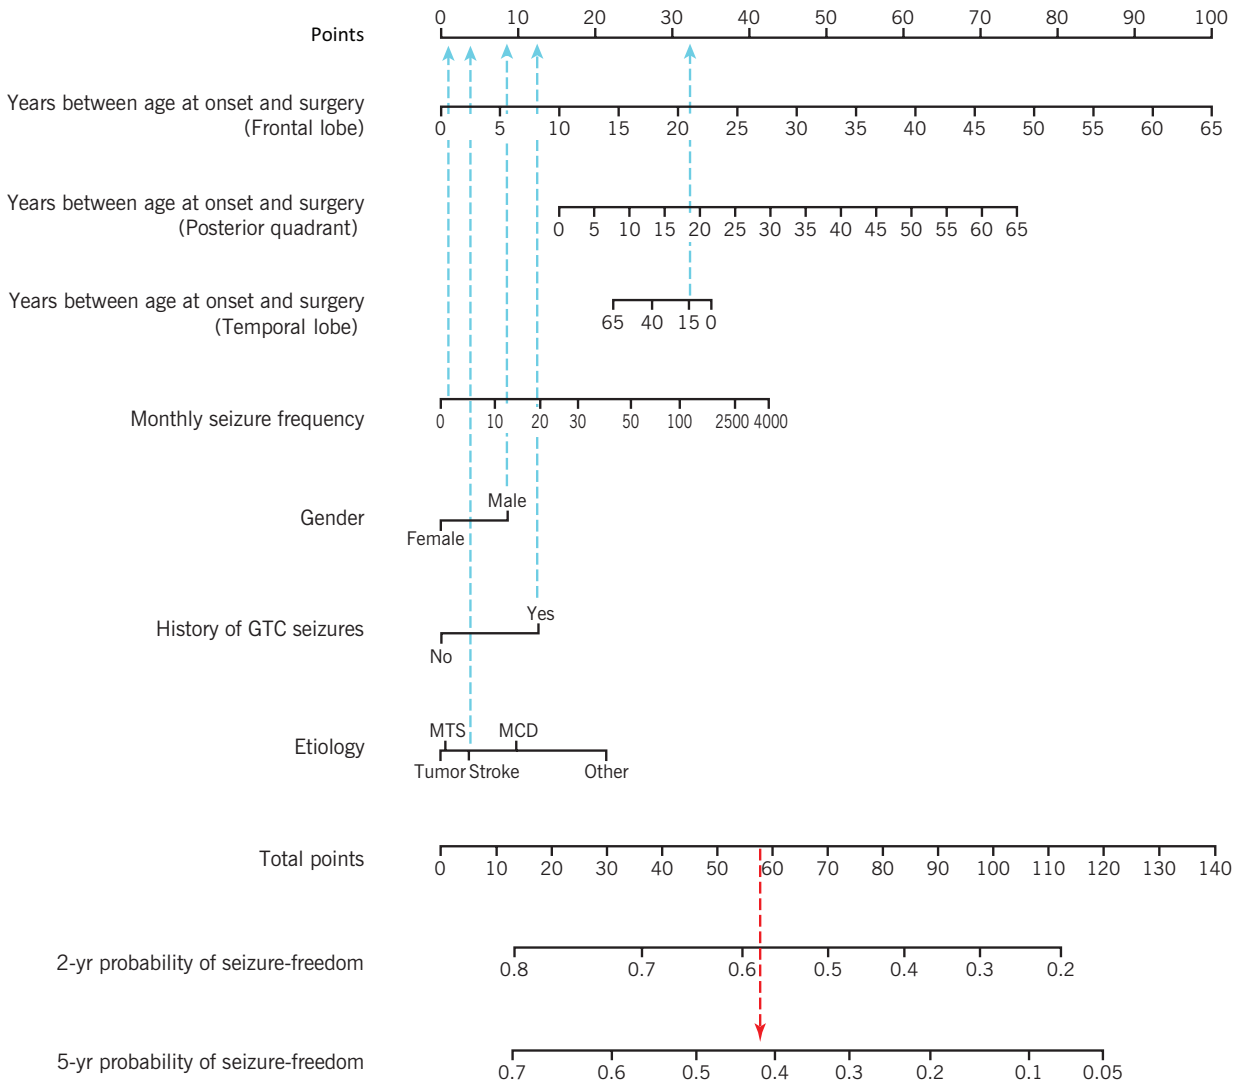 0 10 20 30 40 50 60 70 80 90 100
Points
Years between age at onset and surgery
(Frontal lobe)
0 5 10 15 20 25 30 35 40 45 50 55 60 65
Years between age at onset and surgery
(Posterior quadrant)
0 5 10 15 20 25 30 35 40 45 50 55 60 65
Years between age at onset and surgery
(Temporal lobe)
65 40 15 0
Monthly seizure frequency
0 10 20 30 50 100 2500 4000
Male
Gender
Female
Yes
History of GTC seizures
No
MTS MCD
Etiology
Tumor Stroke Other
Total points
0 10 20 30 40 50 60 70 80 90 100 110 120 130 140
2-yr probability of seizure-freedom
0.8 0.7 0.6 0.5 0.4 0.3 0.2
5-yr probability of seizure-freedom
0.7 0.6 0.5 0.4 0.3 0.2 0.1 0.05